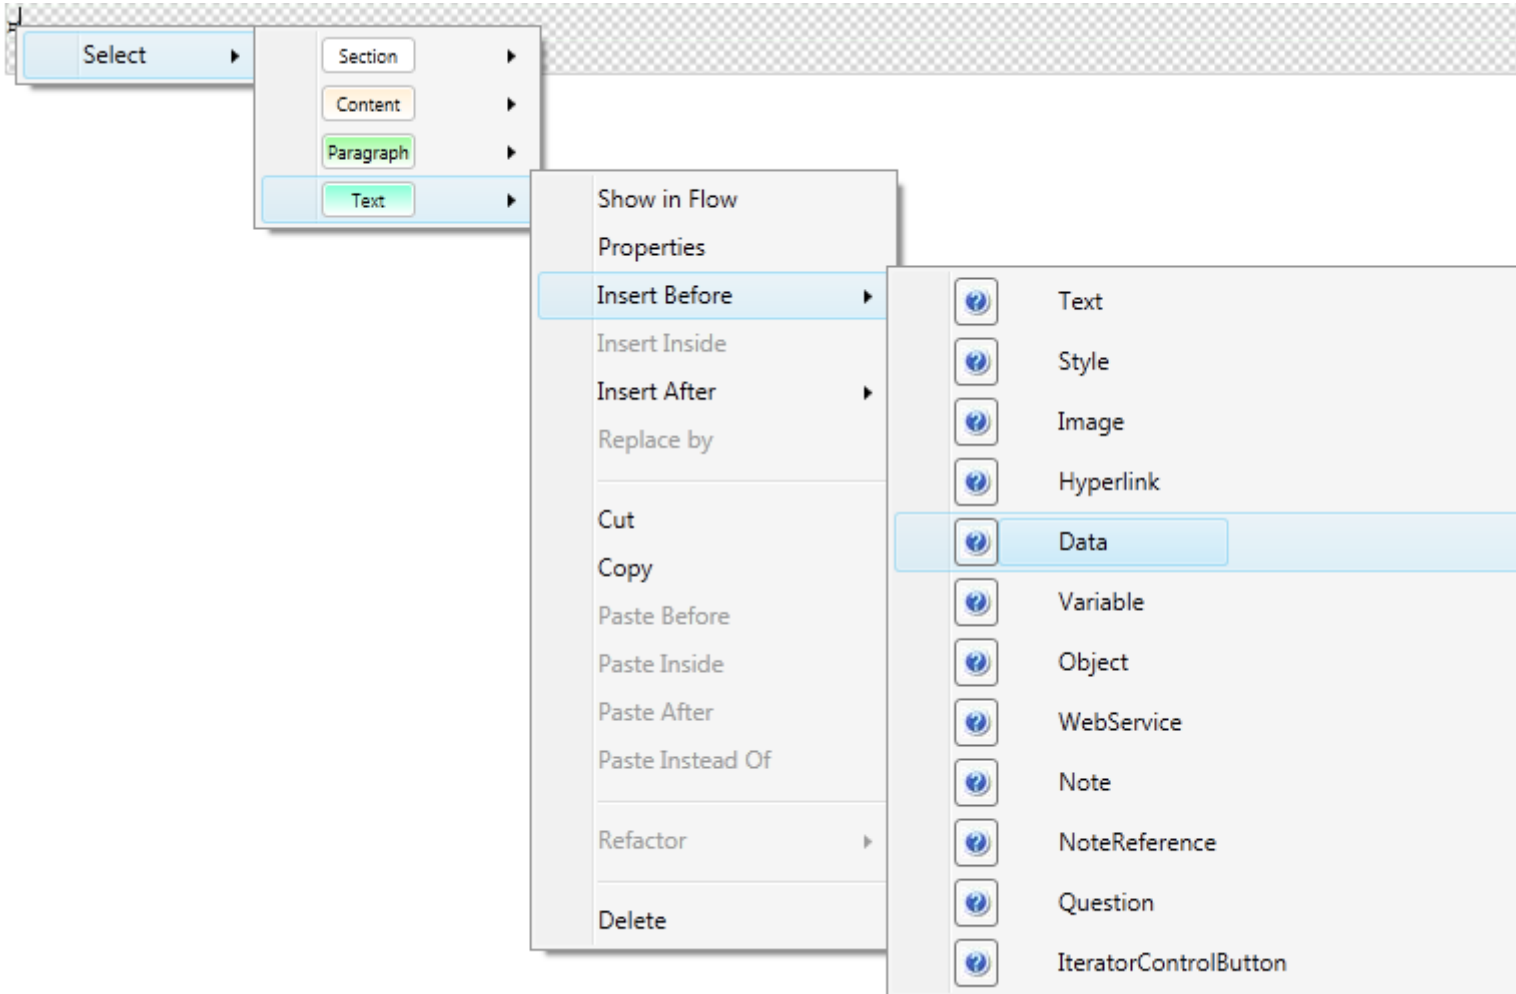 Select
Section
Content
Paragraph
Text
Show in Flow
Properties
Insert Before
Insert Inside
Insert After
Replace by
Cut
Copy
Paste Before
Paste Inside
Paste After
Paste Instead Of
Refactor
Delete
Text
Style
Image
Hyperlink
Data
Variable
Object
WebService
Note
NoteReference
Question
IteratorControlButton